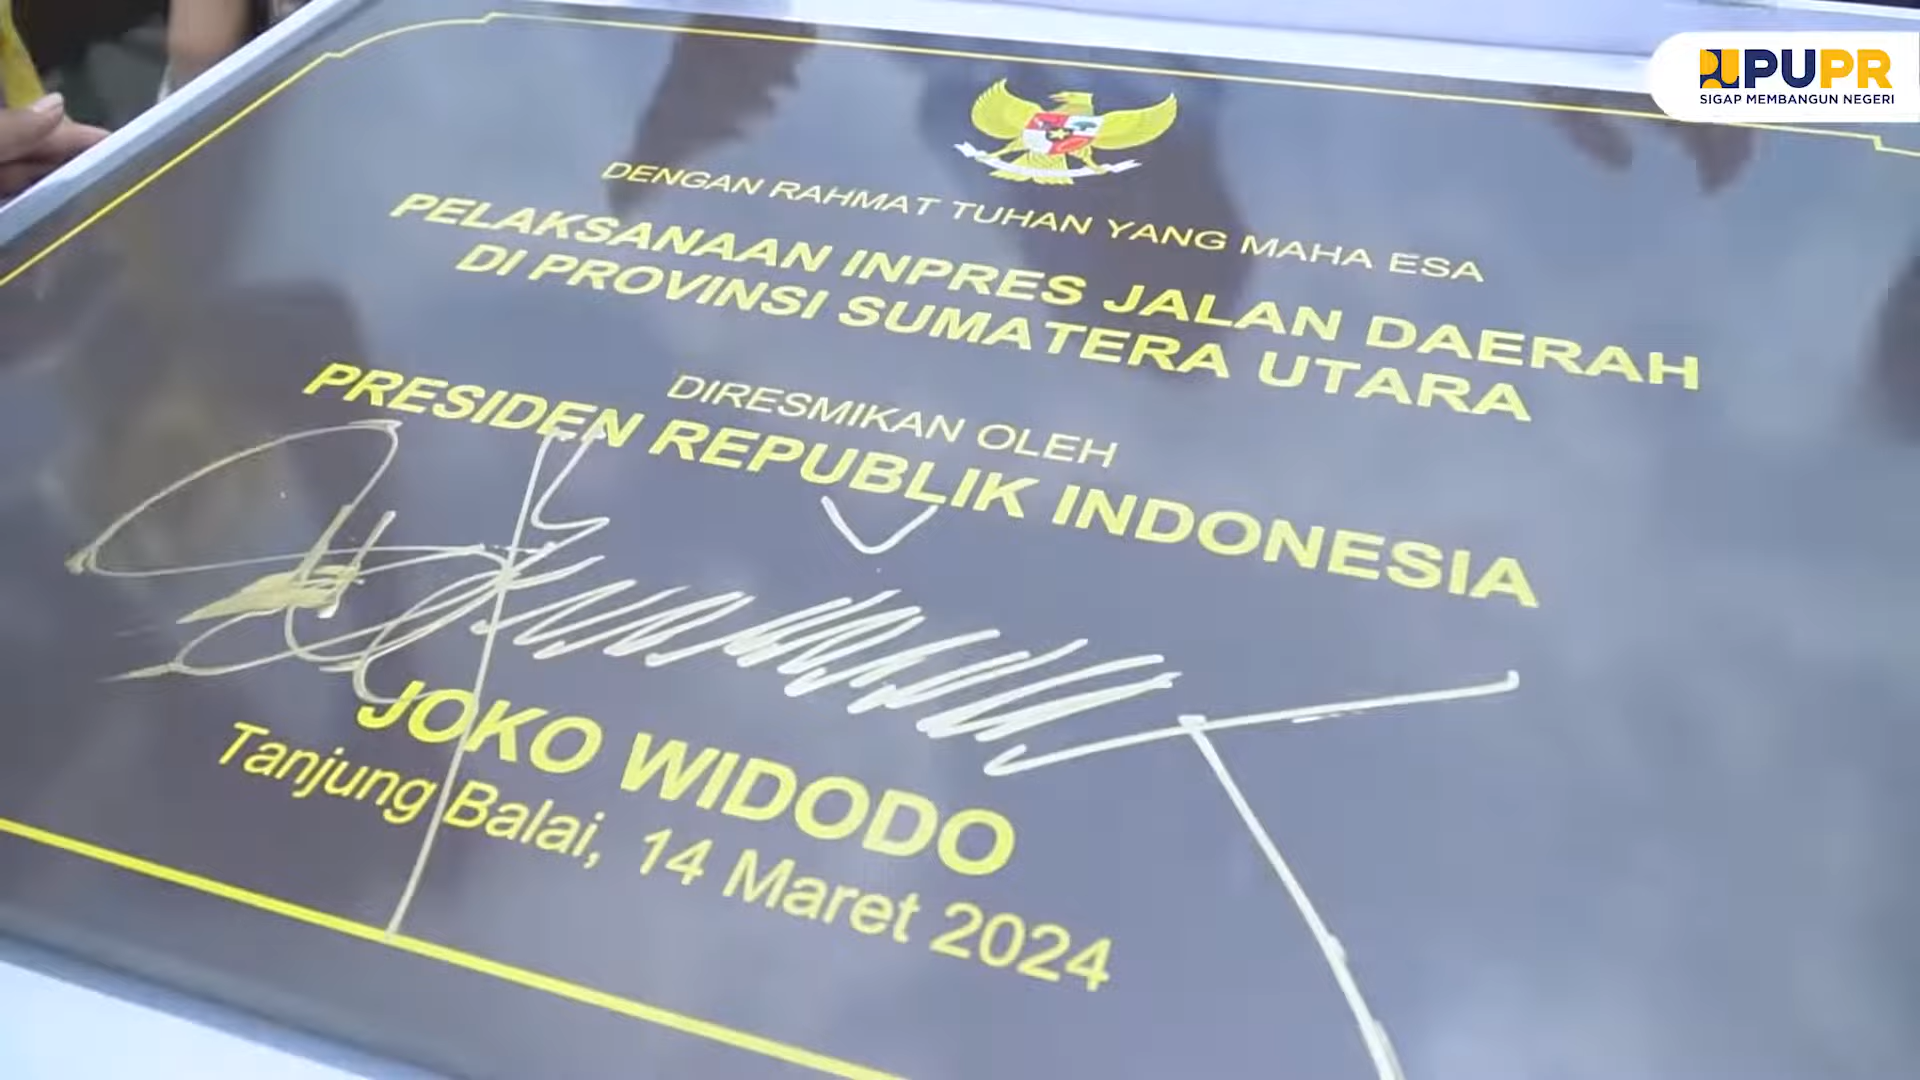 PUPR
SIGAP MEMBANGUN NEGERI
DENGAN RAHMAT TUHAN YANG MAHA ESA
PELAKSANAAN INPRES JALAN DAERAH
DI PROVINSI SUMATERA UTARA
DIRESMIKAN OLEH
PRESIDEN REPUBLIK INDONESIA
JOKO WIDODO
Tanjung Balai, 14 Maret 2024